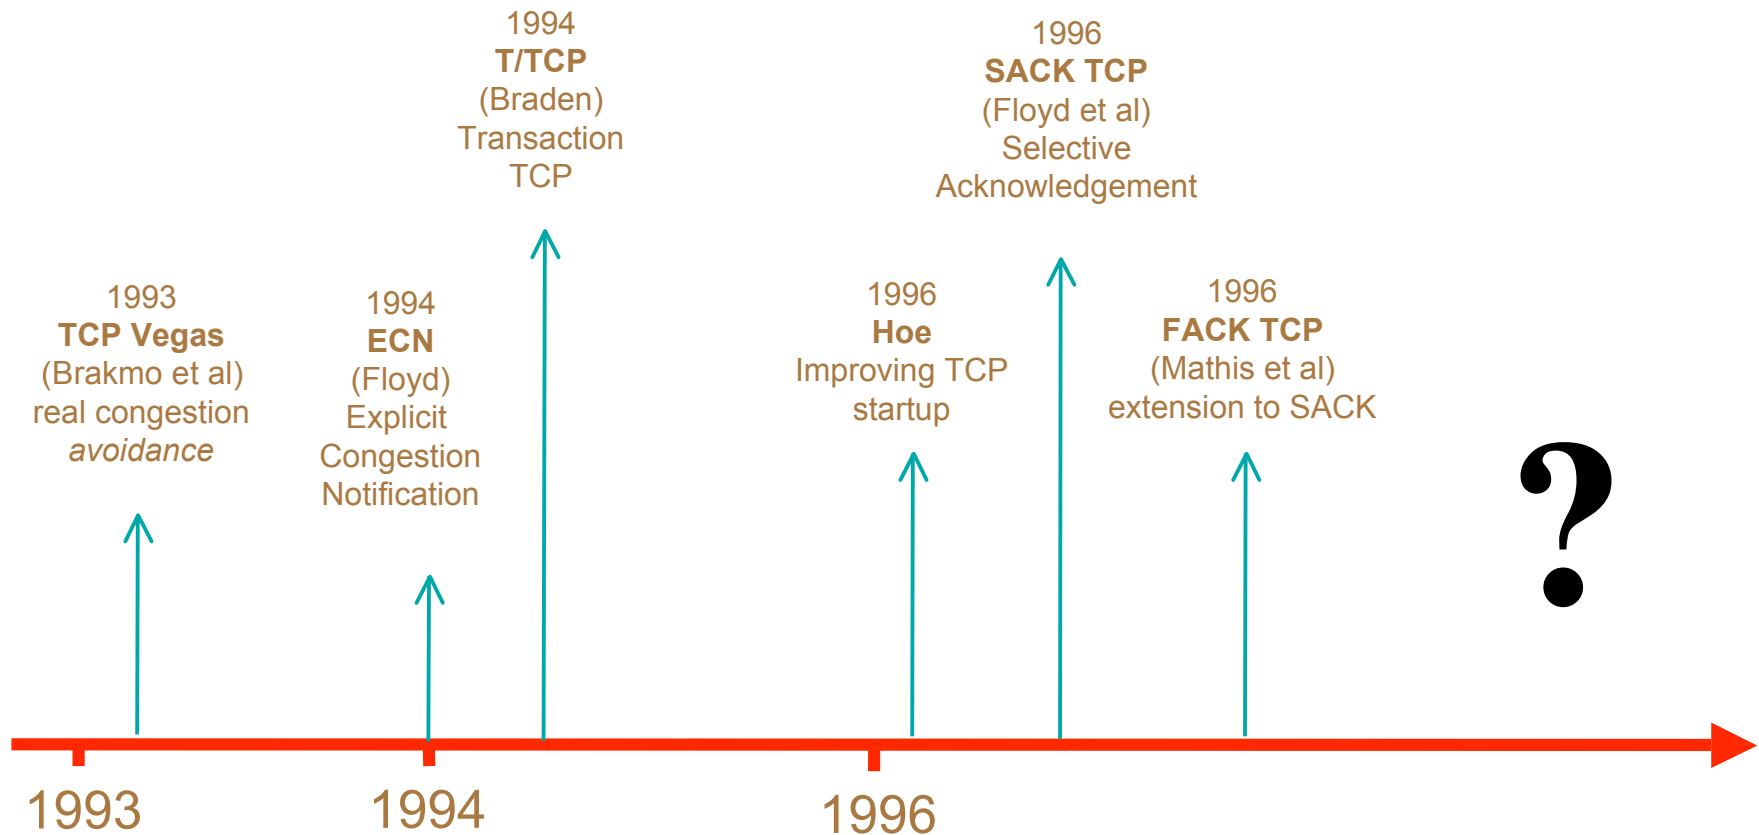 1994
T/TCP
(Braden)
Transaction
TCP
1996
SACK TCP
(Floyd et al)
Selective
Acknowledgement
1993
TCP Vegas
(Brakmo et al)
real congestion
avoidance
1994
ECN
(Floyd)
Explicit
Congestion
Notification
1996
Hoe
Improving TCP
startup
1996
FACK TCP
(Mathis et al)
extension to SACK
?
1993
1994
1996